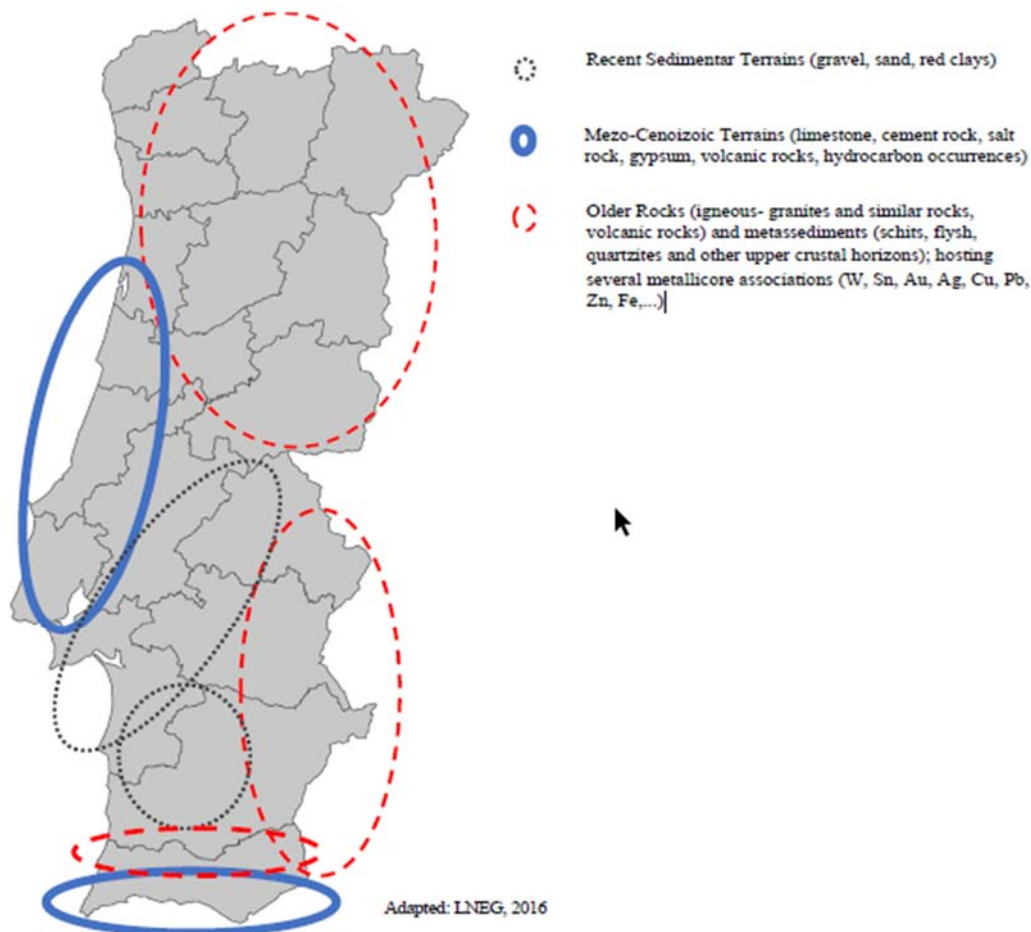 Recent Sedimentar Terrains (gravel, sand, red clays)
Mezo-Cenoizoic Terrains (limestone, cement rock, salt
rock, gypsum, volcanic rocks, hydrocarbon occurrences)
Older Rocks (igneous- granites and similar rocks,
volcanic rocks) and metassediments (schits, flysh,
quartzites and other upper crustal horizons); hosting
several metallicore associations (W, Sn, Au, Ag, Cu, Pb,
Zn, Fe,...)
Adapted: LNEG, 2016